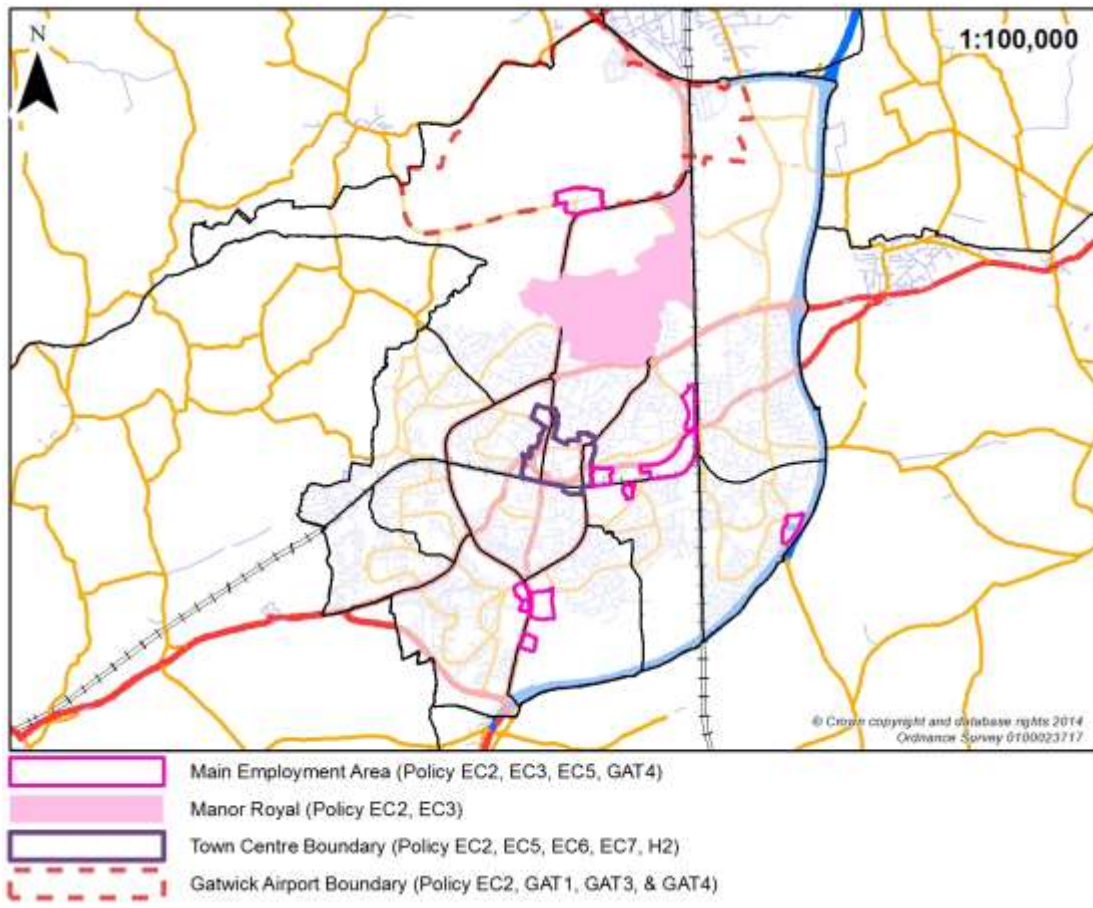 N
1:100,000
© Crown copyright and database rights 2014
Ordnance Survey 0100023717
Main Employment Area (Policy EC2, EC3, EC5, GAT4)
Manor Royal (Policy EC2, EC3)
Town Centre Boundary (Policy EC2, EC5, EC6, EC7, H2)
Gatwick Airport Boundary (Policy EC2, GAT1, GAT3, & GAT4)